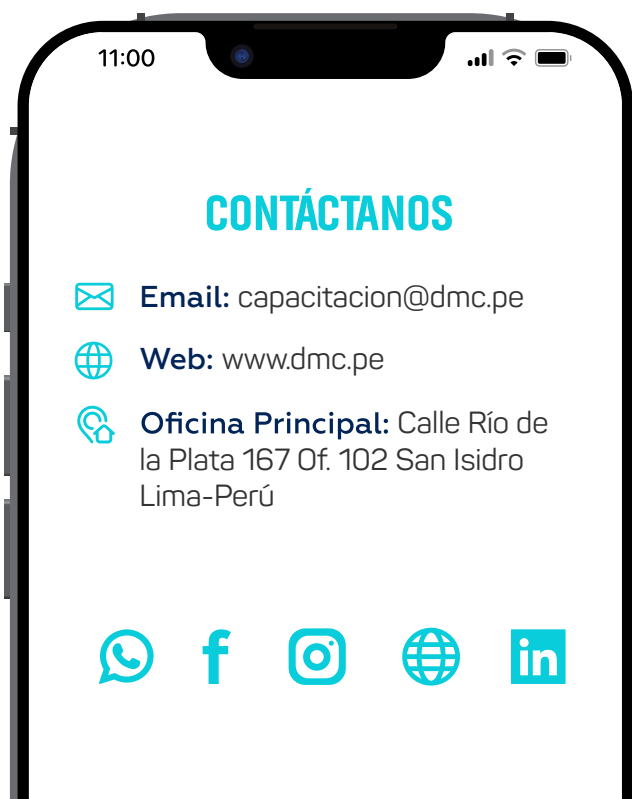 11:00
CONTÁCTANOS
Email: capacitacion@dmc.pe
Web: www.dmc.pe
Oficina Principal: Calle Río de
la Plata 167 Of. 102 San Isidro
Lima-Perú
f
in